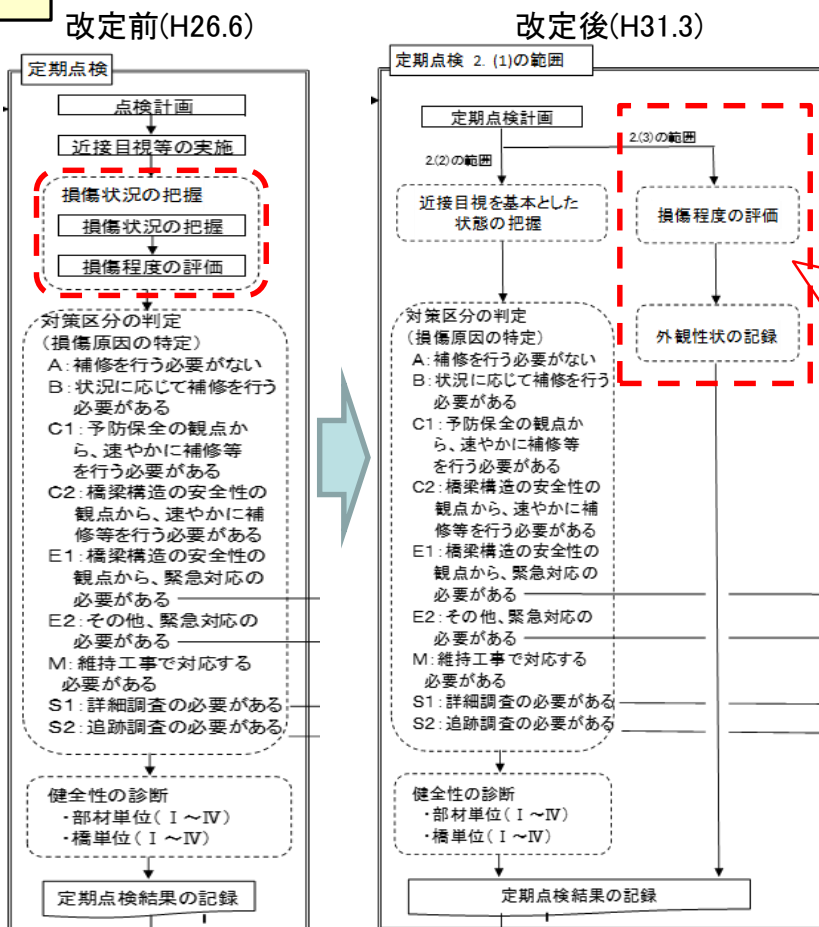 改定前(H26.6)
定期点検
点検計画
近接目視等の実施
損傷状況の把握
損傷状況の把握
損傷程度の評価
対策区分の判定
(損傷原因の特定)
A:補修を行う必要がない
B:状況に応じて補修を行う
必要がある
C1:予防保全の観点か
ら、速やかに補修等
を行う必要がある
C2:橋梁構造の安全性の
観点から、速やかに補
修等を行う必要がある
E1:橋梁構造の安全性の
観点から、緊急対応の
必要がある
E2:その他、緊急対応の
必要がある
M:維持工事で対応する
必要がある
S1:詳細調査の必要がある
S2:追跡調査の必要がある
健全性の診断
・部材単位(Ⅰ～Ⅳ)
・橋単位(Ⅰ～Ⅳ)
定期点検結果の記録
改定後(H31.3)
定期点検 2. (1)の範囲
定期点検計画
2.(3)の範囲
2.(2)の範囲
近接目視を基本とした
状態の把握
損傷程度の評価
外観性状の記録
対策区分の判定
(損傷原因の特定)
A:補修を行う必要がない
B:状況に応じて補修を行う
必要がある
C1:予防保全の観点か
ら、速やかに補修等
を行う必要がある
C2:橋梁構造の安全性の
観点から、速やかに補
修等を行う必要がある
E1:橋梁構造の安全性の
観点から、緊急対応の
必要がある
E2:その他、緊急対応の
必要がある
M:維持工事で対応する
必要がある
S1:詳細調査の必要がある
S2:追跡調査の必要がある
健全性の診断
・部材単位(Ⅰ～Ⅳ)
・橋単位(Ⅰ～Ⅳ)
定期点検結果の記録